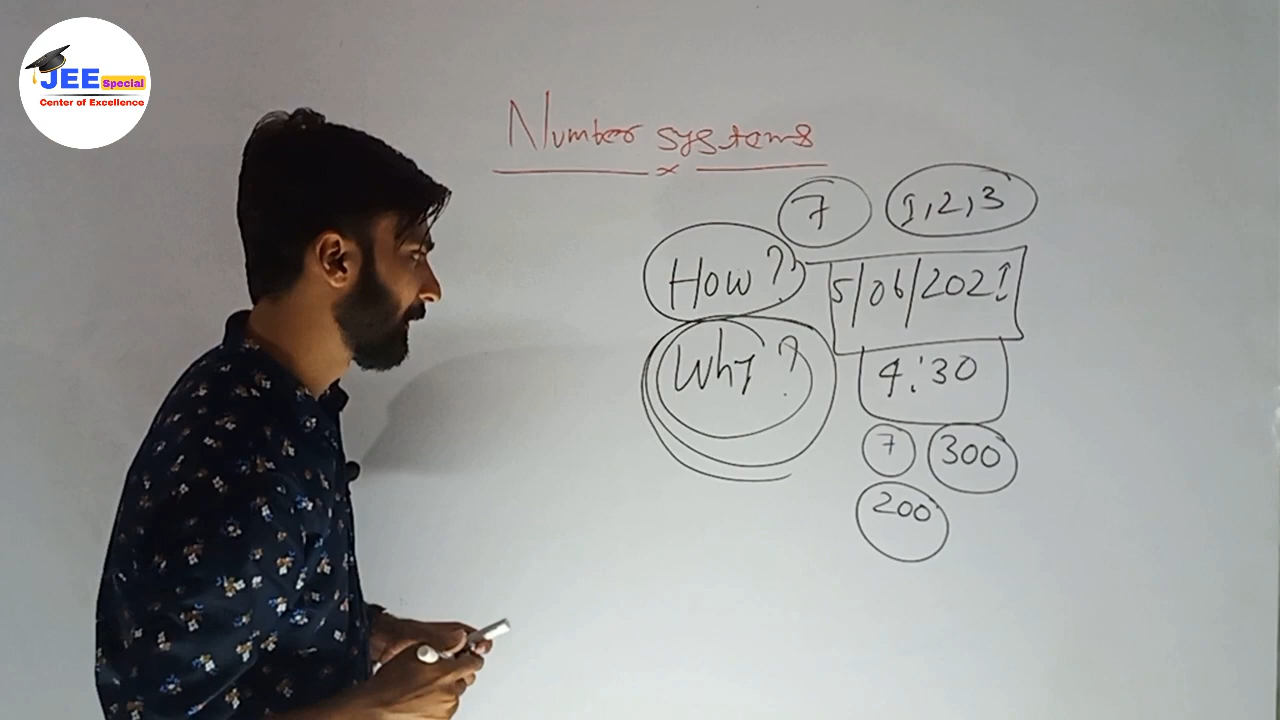 JEE Special
Center of Excellence
Number systems
7 1,2,3
How? 5/06/2021
Why? 4:30
7 300
200